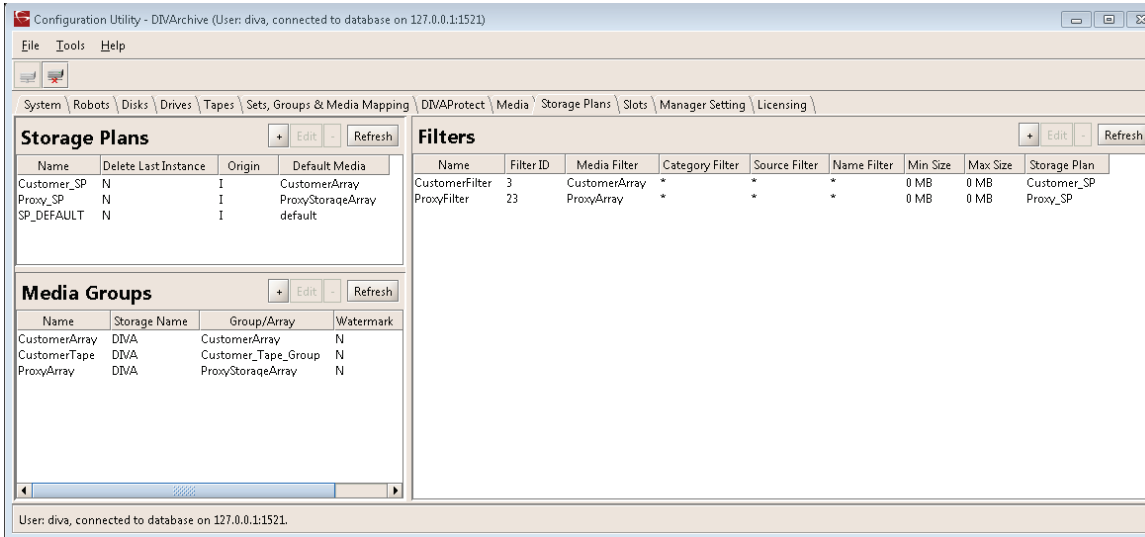 Configuration Utility - DIVArchive (User: diva, connected to database on 127.0.0.1:1521)
File Tools Help
System \ Robots \ Disks \ Drives \ Tapes \ Sets, Groups & Media Mapping \ DIVAProtect \ Media \ Storage Plans \ Slots \ Manager Setting \ Licensing \
Storage Plans + Edit - Refresh
Name Delete Last Instance Origin Default Media
Customer_SP N I CustomerArray
Proxy_SP N I ProxyStorageArray
SP_DEFAULT N I default
Media Groups + Edit - Refresh
Name Storage Name Group/Array Watermark
CustomerArray DIVA CustomerArray N
CustomerTape DIVA Customer_Tape_Group N
ProxyArray DIVA ProxyStorageArray N
Filters + Edit - Refresh
Name Filter ID Media Filter Category Filter Source Filter Name Filter Min Size Max Size Storage Plan
CustomerFilter 3 CustomerArray * * * 0 MB 0 MB Customer_SP
ProxyFilter 23 ProxyArray * * * 0 MB 0 MB Proxy_SP
User: diva, connected to database on 127.0.0.1:1521.